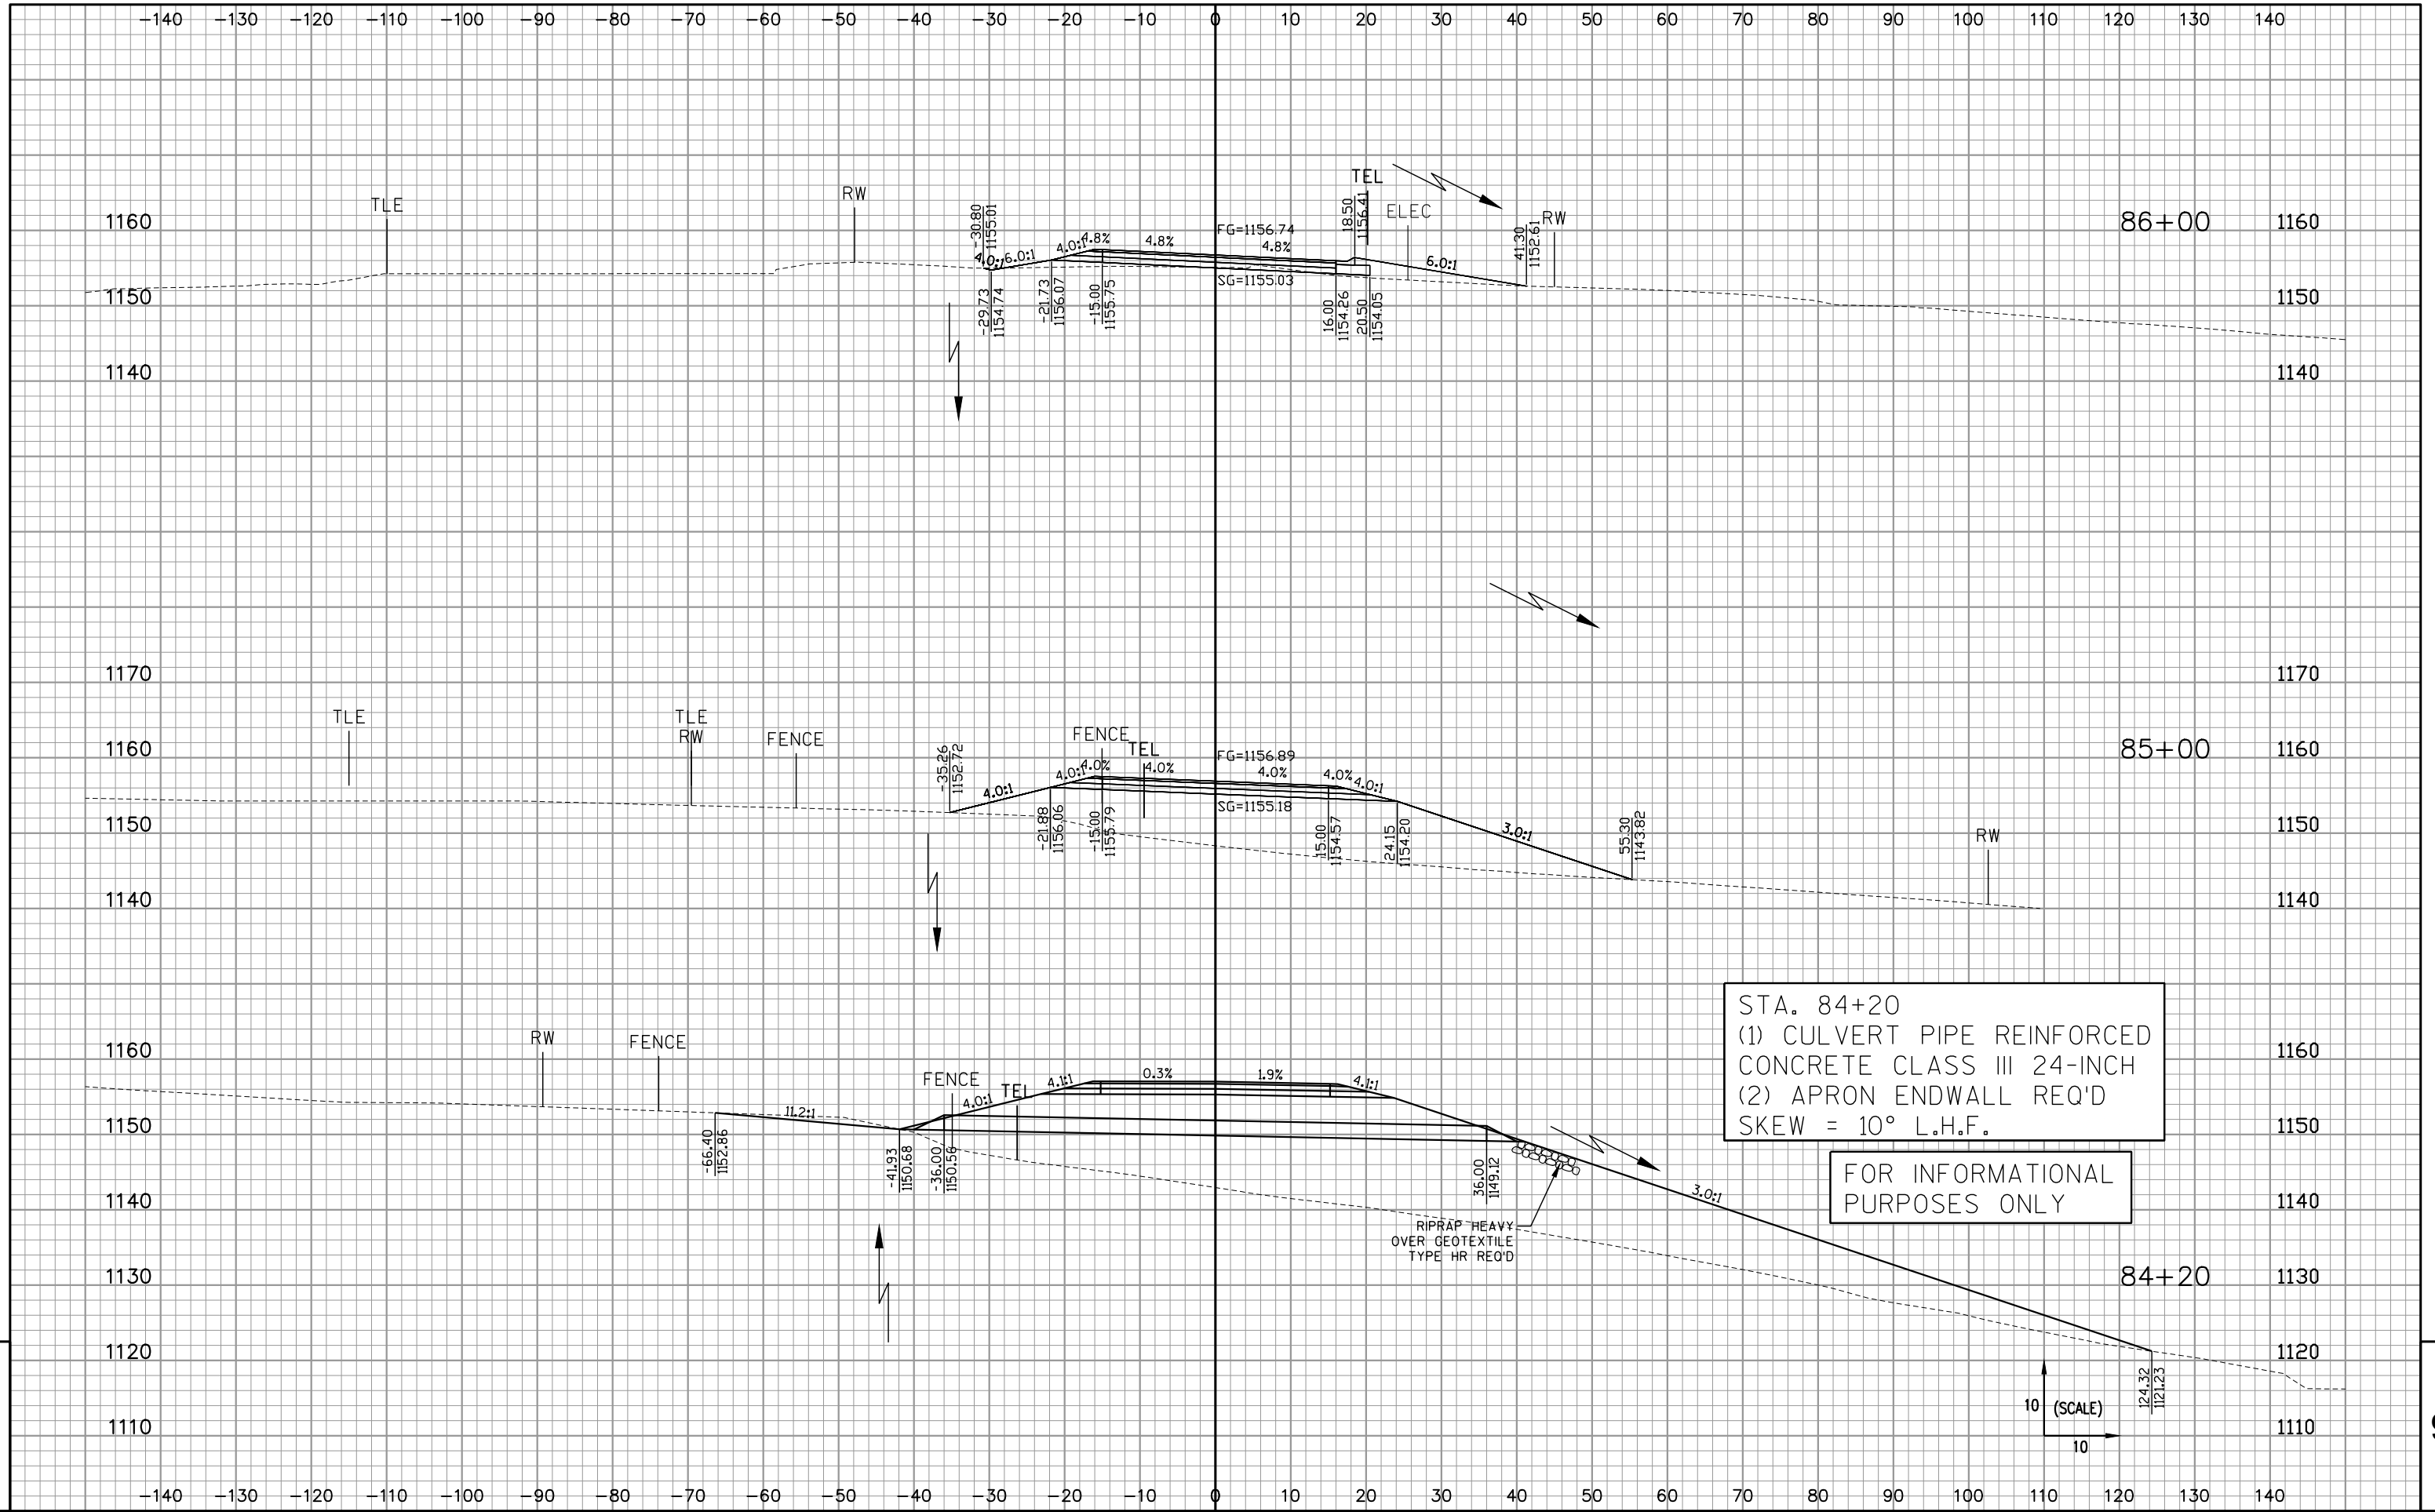 -140 -130 -120 -110 -100 -90 -80 -70 -60 -50 -40 -30 -20 -10 0 10 20 30 40 50 60 70 80 90 100 110 120 130 140
TLE
RW
-30.80
1155.01
4.0:1
6.0:1
4.0:1
4.8%
4.8%
FG=1156.74
4.8%
18.50
1156.41
TEL
ELEC
6.0:1
41.30
1152.61
RW
86+00
1160
1160
SG=1155.03
-29.73
1154.74
-21.73
1156.07
-15.00
1155.75
16.00
1154.26
20.50
1154.05
1150
1150
1140
1140
1170
1170
TLE
TLE
RW
FENCE
-35.26
1152.72
4.0:1
4.0:1
FENCE
4.0%
TEL
4.0%
FG=1156.89
4.0%
4.0%
4.0:1
85+00
1160
1160
SG=1155.18
-21.88
1156.06
-15.00
1155.79
15.00
1154.57
24.15
1154.20
3.0:1
55.30
1143.82
RW
1150
1150
1140
1140
STA. 84+20
(1) CULVERT PIPE REINFORCED
CONCRETE CLASS III 24-INCH
(2) APRON ENDWALL REQ'D
SKEW = 10° L.H.F.
FOR INFORMATIONAL
PURPOSES ONLY
1160
1160
RW
FENCE
FENCE
TEL
11.2:1
4.0:1
4.1:1
0.3%
1.9%
4.1:1
1150
1150
-66.40
1152.86
-41.93
1150.68
-36.00
1150.56
36.00
1149.12
3.0:1
1140
1140
RIPRAP HEAVY
OVER GEOTEXTILE
TYPE HR REQ'D
84+20
1130
1130
1120
1120
124.32
1121.23
10 (SCALE)
10
1110
1110
-140 -130 -120 -110 -100 -90 -80 -70 -60 -50 -40 -30 -20 -10 0 10 20 30 40 50 60 70 80 90 100 110 120 130 140